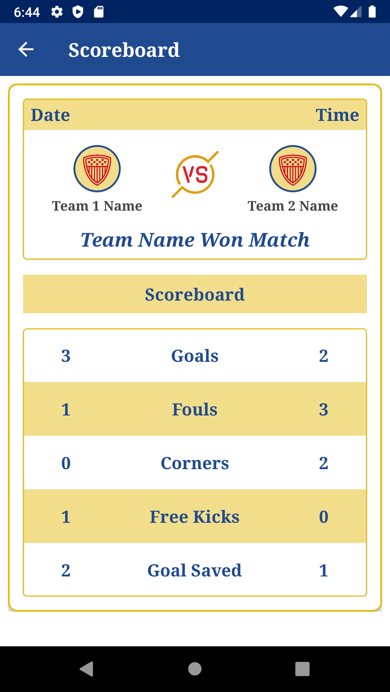 6:44
Scoreboard
Date Time
VS
Team 1 Name Team 2 Name
Team Name Won Match
Scoreboard
3 Goals 2
1 Fouls 3
0 Corners 2
1 Free Kicks 0
2 Goal Saved 1